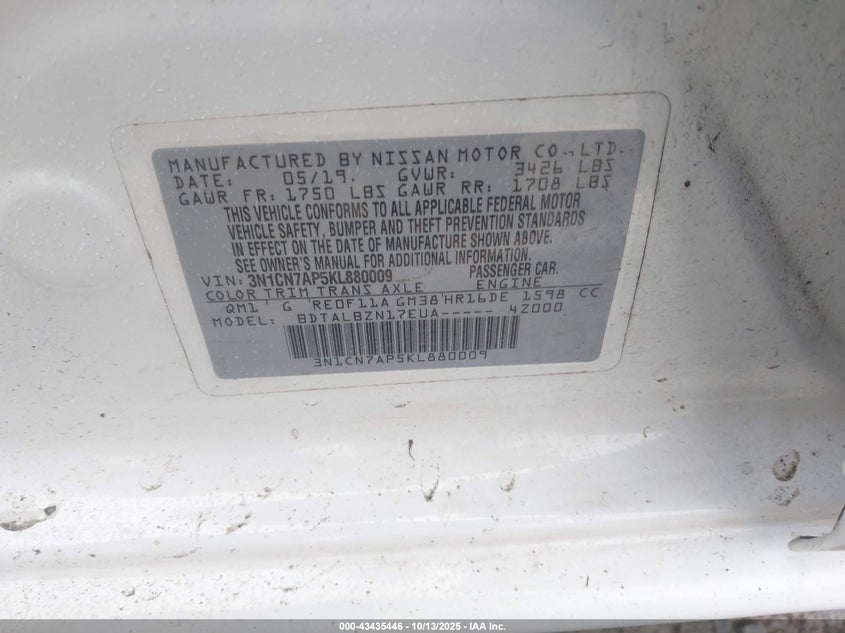 MANUFACTURED BY NISSAN MOTOR CO.,LTD.
DATE: 05/19. GVWR: 3426 LBS
GAWR FR: 1750 LBS GAWR RR: 1708 LBS
THIS VEHICLE CONFORMS TO ALL APPLICABLE FEDERAL MOTOR
VEHICLE SAFETY, BUMPER AND THEFT PREVENTION STANDARDS
IN EFFECT ON THE DATE OF MANUFACTURE SHOWN ABOVE.
SEE OWNER'S MANUAL FOR ADDITIONAL INFORMATION.
VIN: 3N1CN7AP5KL880009 PASSENGER CAR.
COLOR TRIM TRANS AXLE ENGINE
QM1 G RE0F11A GM38 HR16DE 1598 CC
MODEL: BDTALBZN17EUA----- 42000
3N1CN7AP5KL880009
000-43435446 - 10/13/2025 - IAA Inc.